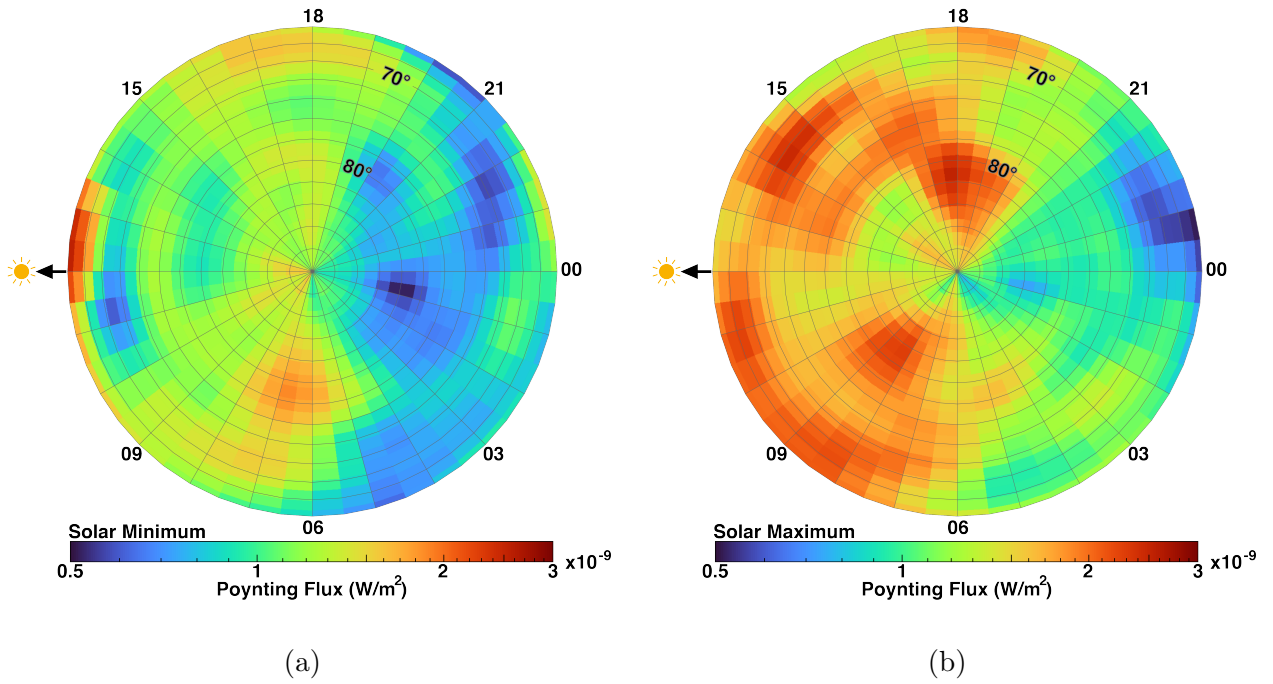 18
15
70°
21
80°
00
09
03
06
Solar Minimum
0.5 1 2 3 x10⁻⁹
Poynting Flux (W/m²)
(a)
18
15
70°
21
80°
00
09
03
06
Solar Maximum
0.5 1 2 3 x10⁻⁹
Poynting Flux (W/m²)
(b)